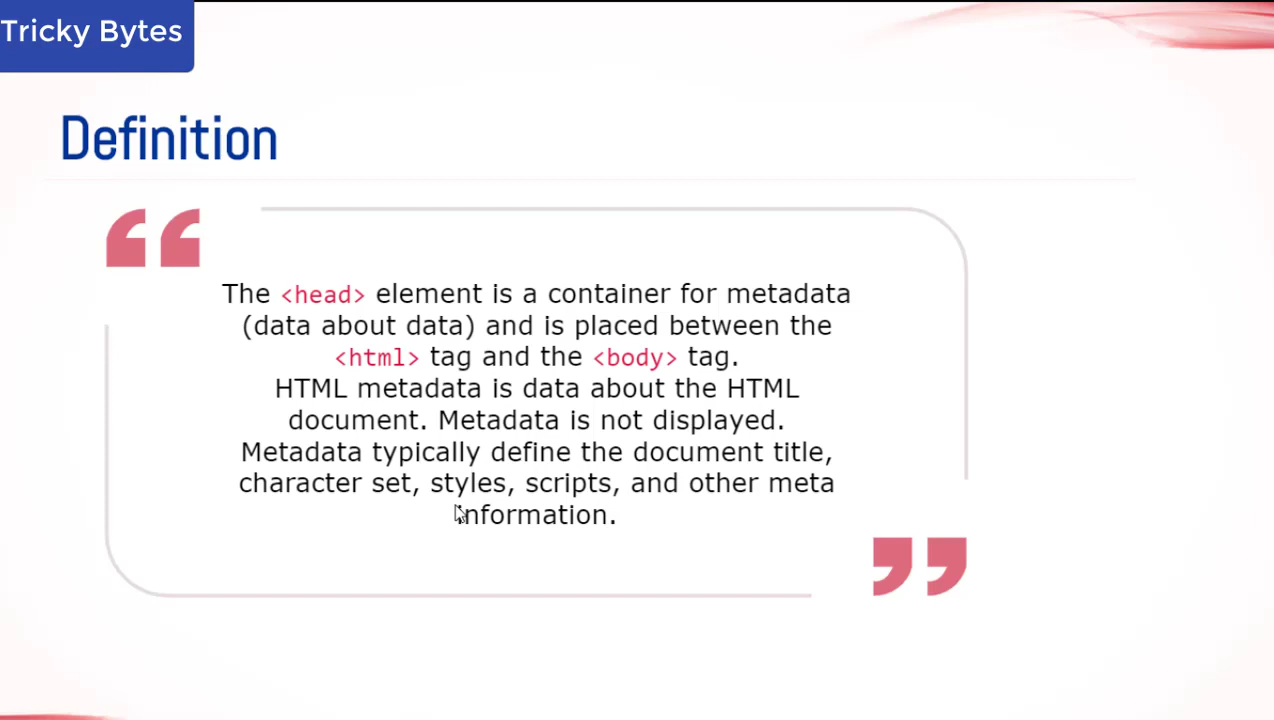 Tricky Bytes
Definition
The <head> element is a container for metadata
(data about data) and is placed between the
<html> tag and the <body> tag.
HTML metadata is data about the HTML
document. Metadata is not displayed.
Metadata typically define the document title,
character set, styles, scripts, and other meta
information.